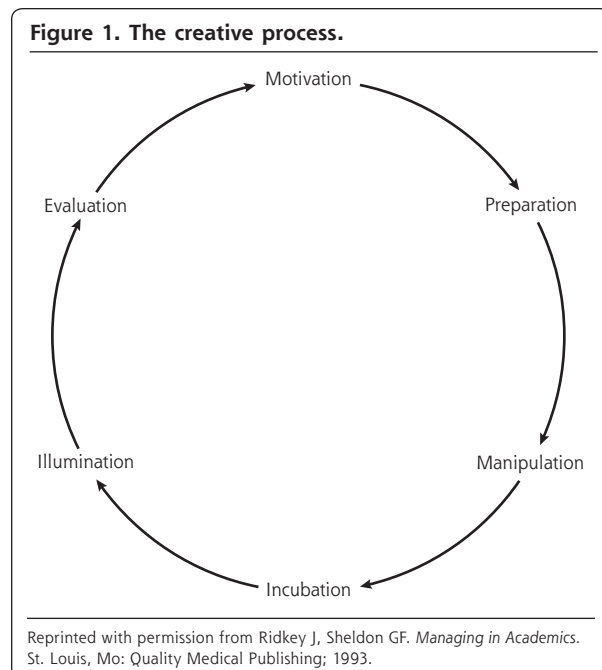 Figure 1. The creative process.
Motivation
Preparation
Manipulation
Incubation
Illumination
Evaluation
Reprinted with permission from Ridkey J, Sheldon GF. Managing in Academics.
St. Louis, Mo: Quality Medical Publishing; 1993.